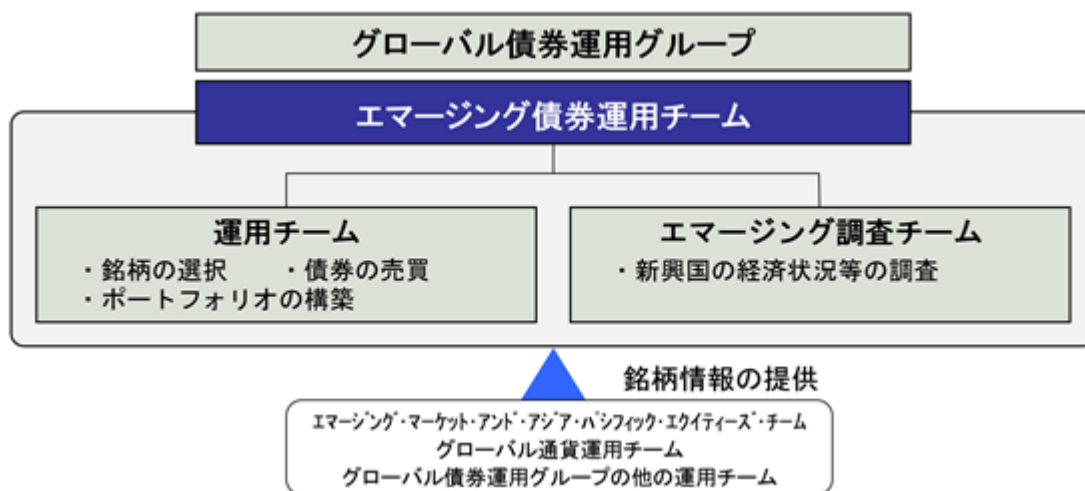 グローバル債券運用グループ
エマージング債券運用チーム
運用チーム
・銘柄の選択 ・債券の売買
・ポートフォリオの構築
エマージング調査チーム
・新興国の経済状況等の調査
銘柄情報の提供
ｴﾏｰｼﾞﾝｸﾞ・マーケット・アンド・アジア・パシフィック・エクイティーズ・チーム
グローバル通貨運用チーム
グローバル債券運用グループの他の運用チーム